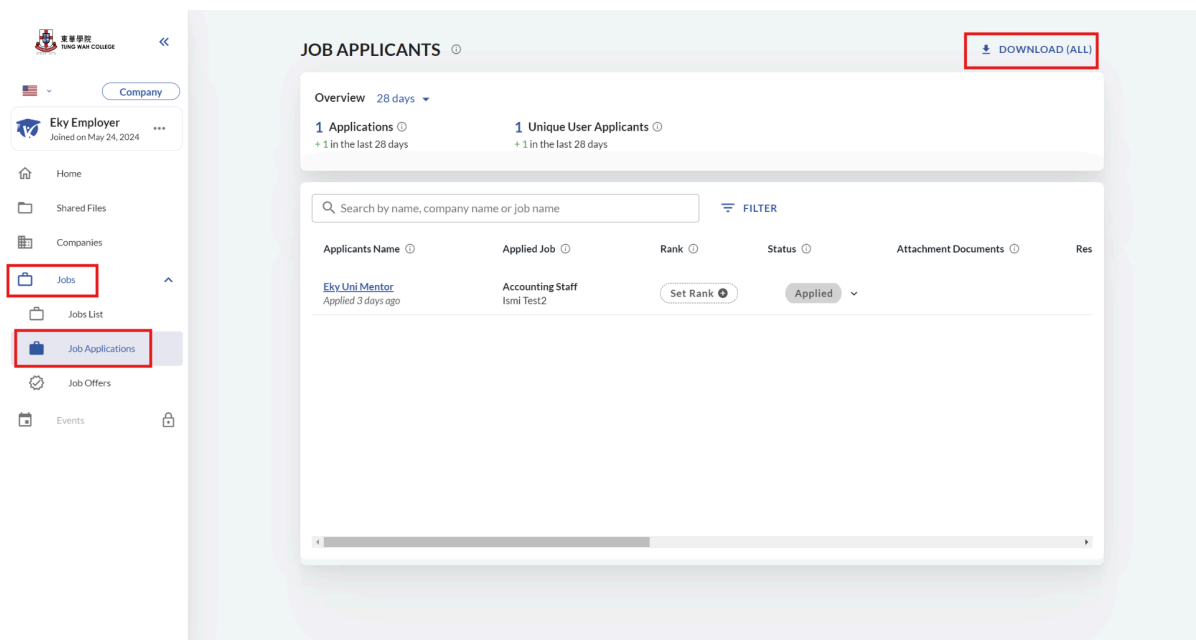 東華學院
TUNG WAH COLLEGE
Company
Eky Employer
Joined on May 24, 2024
Home
Shared Files
Companies
Jobs
Jobs List
Job Applications
Job Offers
Events
JOB APPLICANTS
DOWNLOAD (ALL)
Overview 28 days
1 Applications
+ 1 in the last 28 days
1 Unique User Applicants
+ 1 in the last 28 days
Search by name, company name or job name
FILTER
Applicants Name Applied Job Rank Status Attachment Documents Res
Eky Uni Mentor
Applied 3 days ago
Accounting Staff
Ismi Test2
Set Rank
Applied